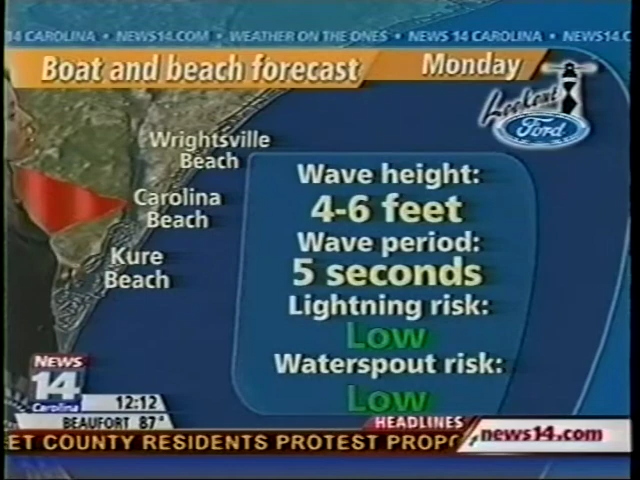 14 CAROLINA • NEWS14.COM • WEATHER ON THE ONES • NEWS 14 CAROLINA • NEWS14.C
Boat and beach forecast
Monday
Lookout
Ford
Wrightsville
Beach
Carolina
Beach
Kure
Beach
Wave height:
4-6 feet
Wave period:
5 seconds
Lightning risk:
Low
Waterspout risk:
Low
NEWS
14
Carolina
12:12
BEAUFORT 87°
HEADLINES
ET COUNTY RESIDENTS PROTEST PROPO
news14.com